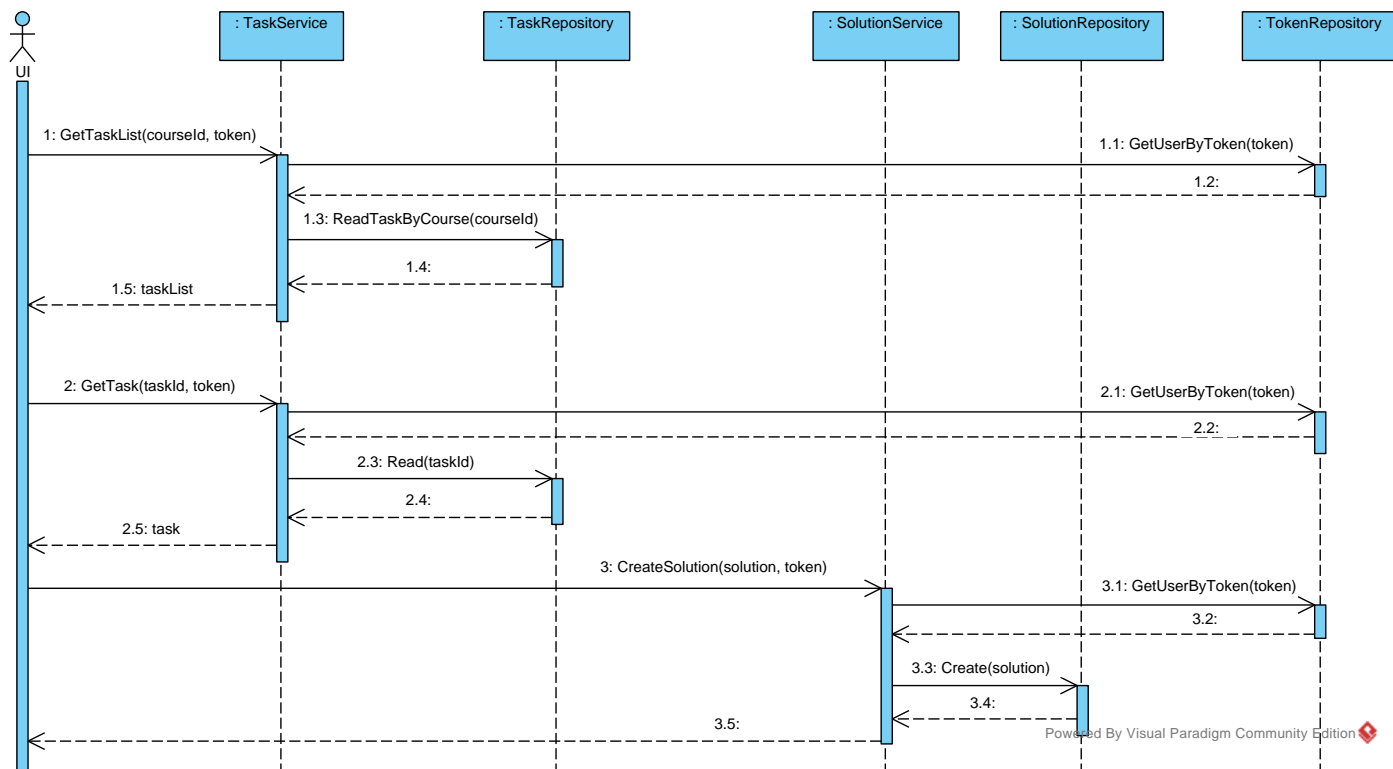 : TaskService
: TaskRepository
: SolutionService
: SolutionRepository
: TokenRepository
UI
1: GetTaskList(courseId, token)
1.1: GetUserByToken(token)
1.2:
1.3: ReadTaskByCourse(courseId)
1.4:
1.5: taskList
2: GetTask(taskId, token)
2.1: GetUserByToken(token)
2.2:
2.3: Read(taskId)
2.4:
2.5: task
3: CreateSolution(solution, token)
3.1: GetUserByToken(token)
3.2:
3.3: Create(solution)
3.4:
3.5:
Powered By Visual Paradigm Community Edition